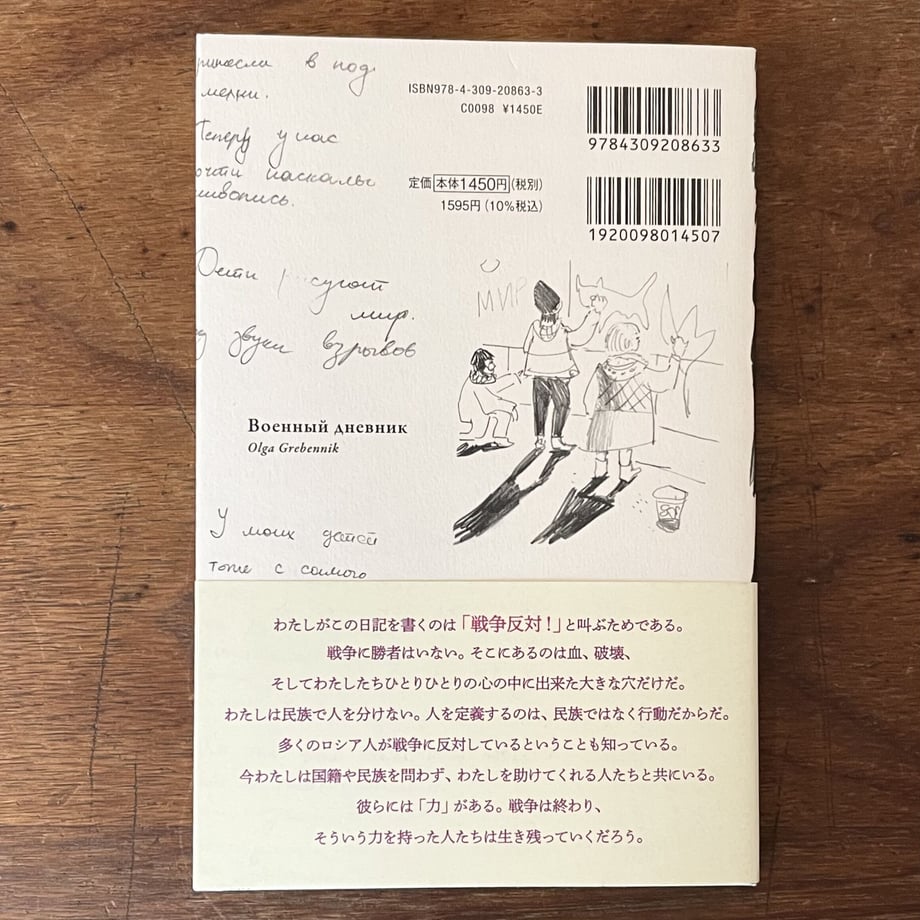 ринесли в под
мелки.
ISBN978-4-309-20863-3
C0098 ¥1450E
9784309208633
Теперь у нас
очти наскальн
живопись.
定価 本体1450円(税別)
1595円(10%税込)
1920098014507
Дети рисуют
мир.
звуки взрывов
МИР
Военный дневник
Olga Grebennik
У моих детей
тоже с самого
わたしがこの日記を書くのは「戦争反対!」と叫ぶためである。
戦争に勝者はいない。そこにあるのは血、破壊、
そしてわたしたちひとりひとりの心の中に出来た大きな穴だけだ。
わたしは民族で人を分けない。人を定義するのは、民族ではなく行動だからだ。
多くのロシア人が戦争に反対しているということも知っている。
今わたしは国籍や民族を問わず、わたしを助けてくれる人たちと共にいる。
彼らには「力」がある。戦争は終わり、
そういう力を持った人たちは生き残っていくだろう。